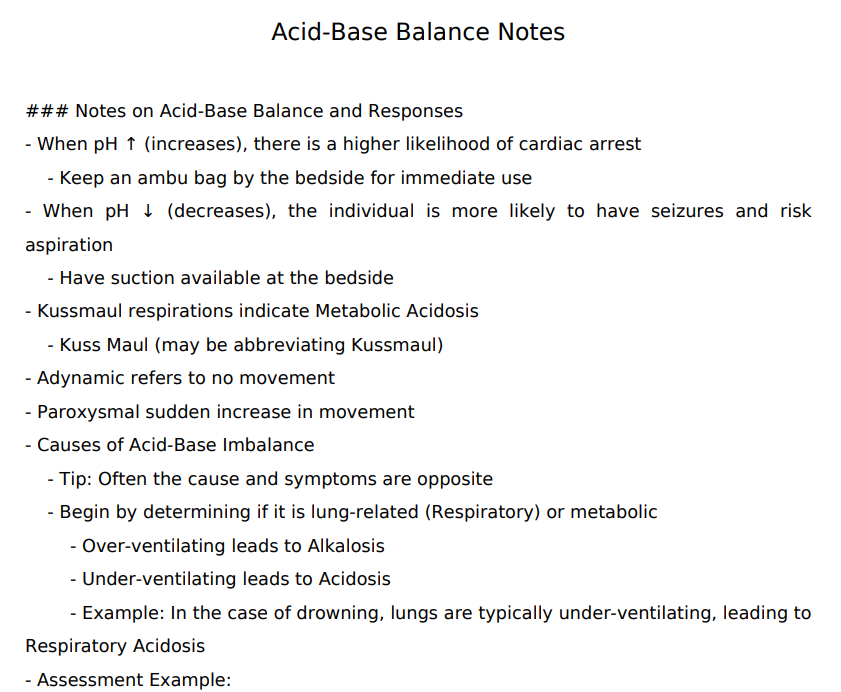 Acid-Base Balance Notes
### Notes on Acid-Base Balance and Responses
- When pH ↑ (increases), there is a higher likelihood of cardiac arrest
- Keep an ambu bag by the bedside for immediate use
- When pH ↓ (decreases), the individual is more likely to have seizures and risk
aspiration
- Have suction available at the bedside
- Kussmaul respirations indicate Metabolic Acidosis
- Kuss Maul (may be abbreviating Kussmaul)
- Adynamic refers to no movement
- Paroxysmal sudden increase in movement
- Causes of Acid-Base Imbalance
- Tip: Often the cause and symptoms are opposite
- Begin by determining if it is lung-related (Respiratory) or metabolic
- Over-ventilating leads to Alkalosis
- Under-ventilating leads to Acidosis
- Example: In the case of drowning, lungs are typically under-ventilating, leading to
Respiratory Acidosis
- Assessment Example: